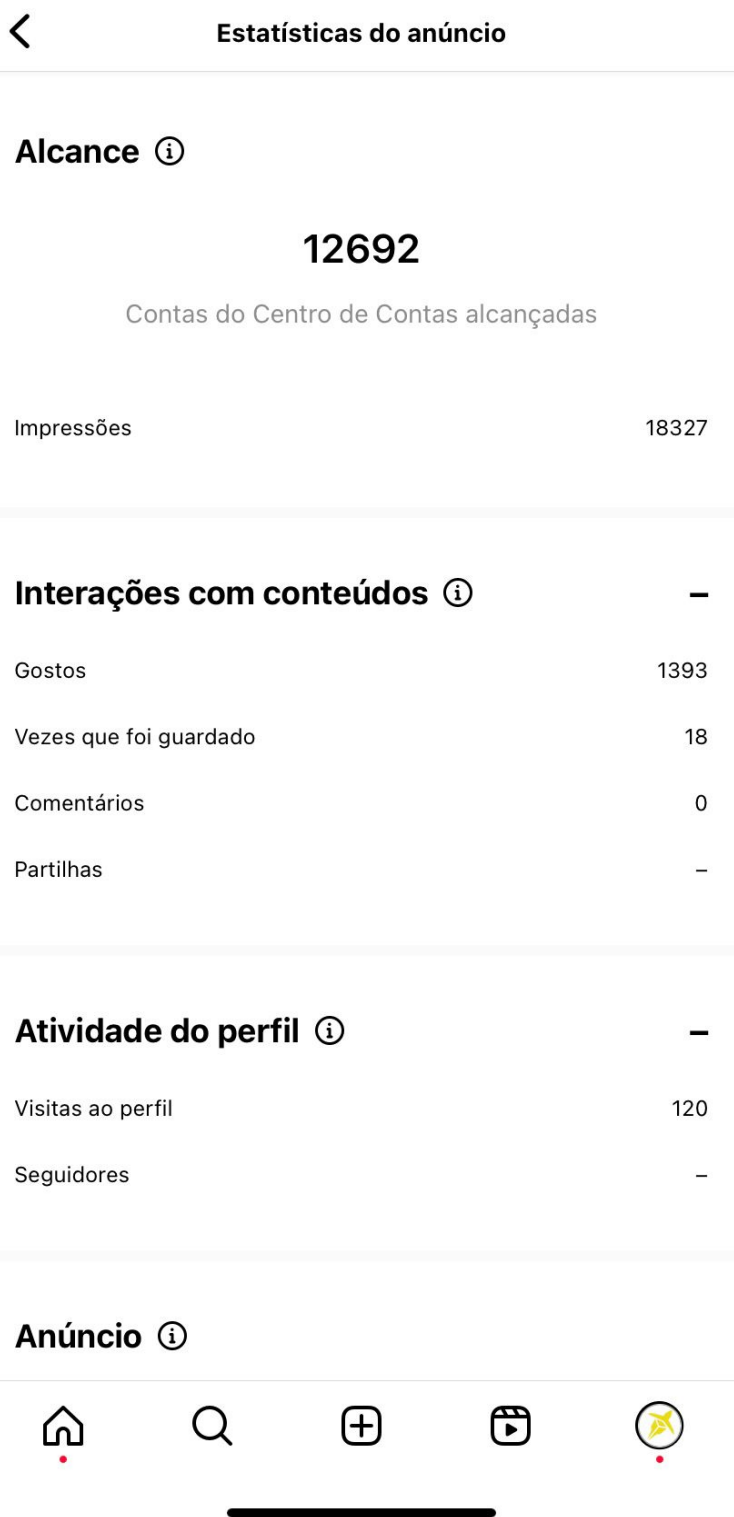 Estatísticas do anúncio
Alcance
12692
Contas do Centro de Contas alcançadas
Impressões 18327
Interações com conteúdos –
Gostos 1393
Vezes que foi guardado 18
Comentários 0
Partilhas –
Atividade do perfil –
Visitas ao perfil 120
Seguidores –
Anúncio